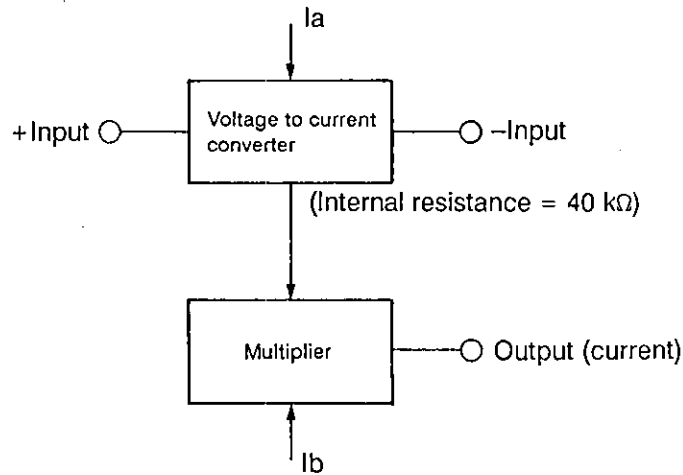 Ia
+Input
Voltage to current
converter
–Input
(Internal resistance = 40 kΩ)
Multiplier
Output (current)
Ib